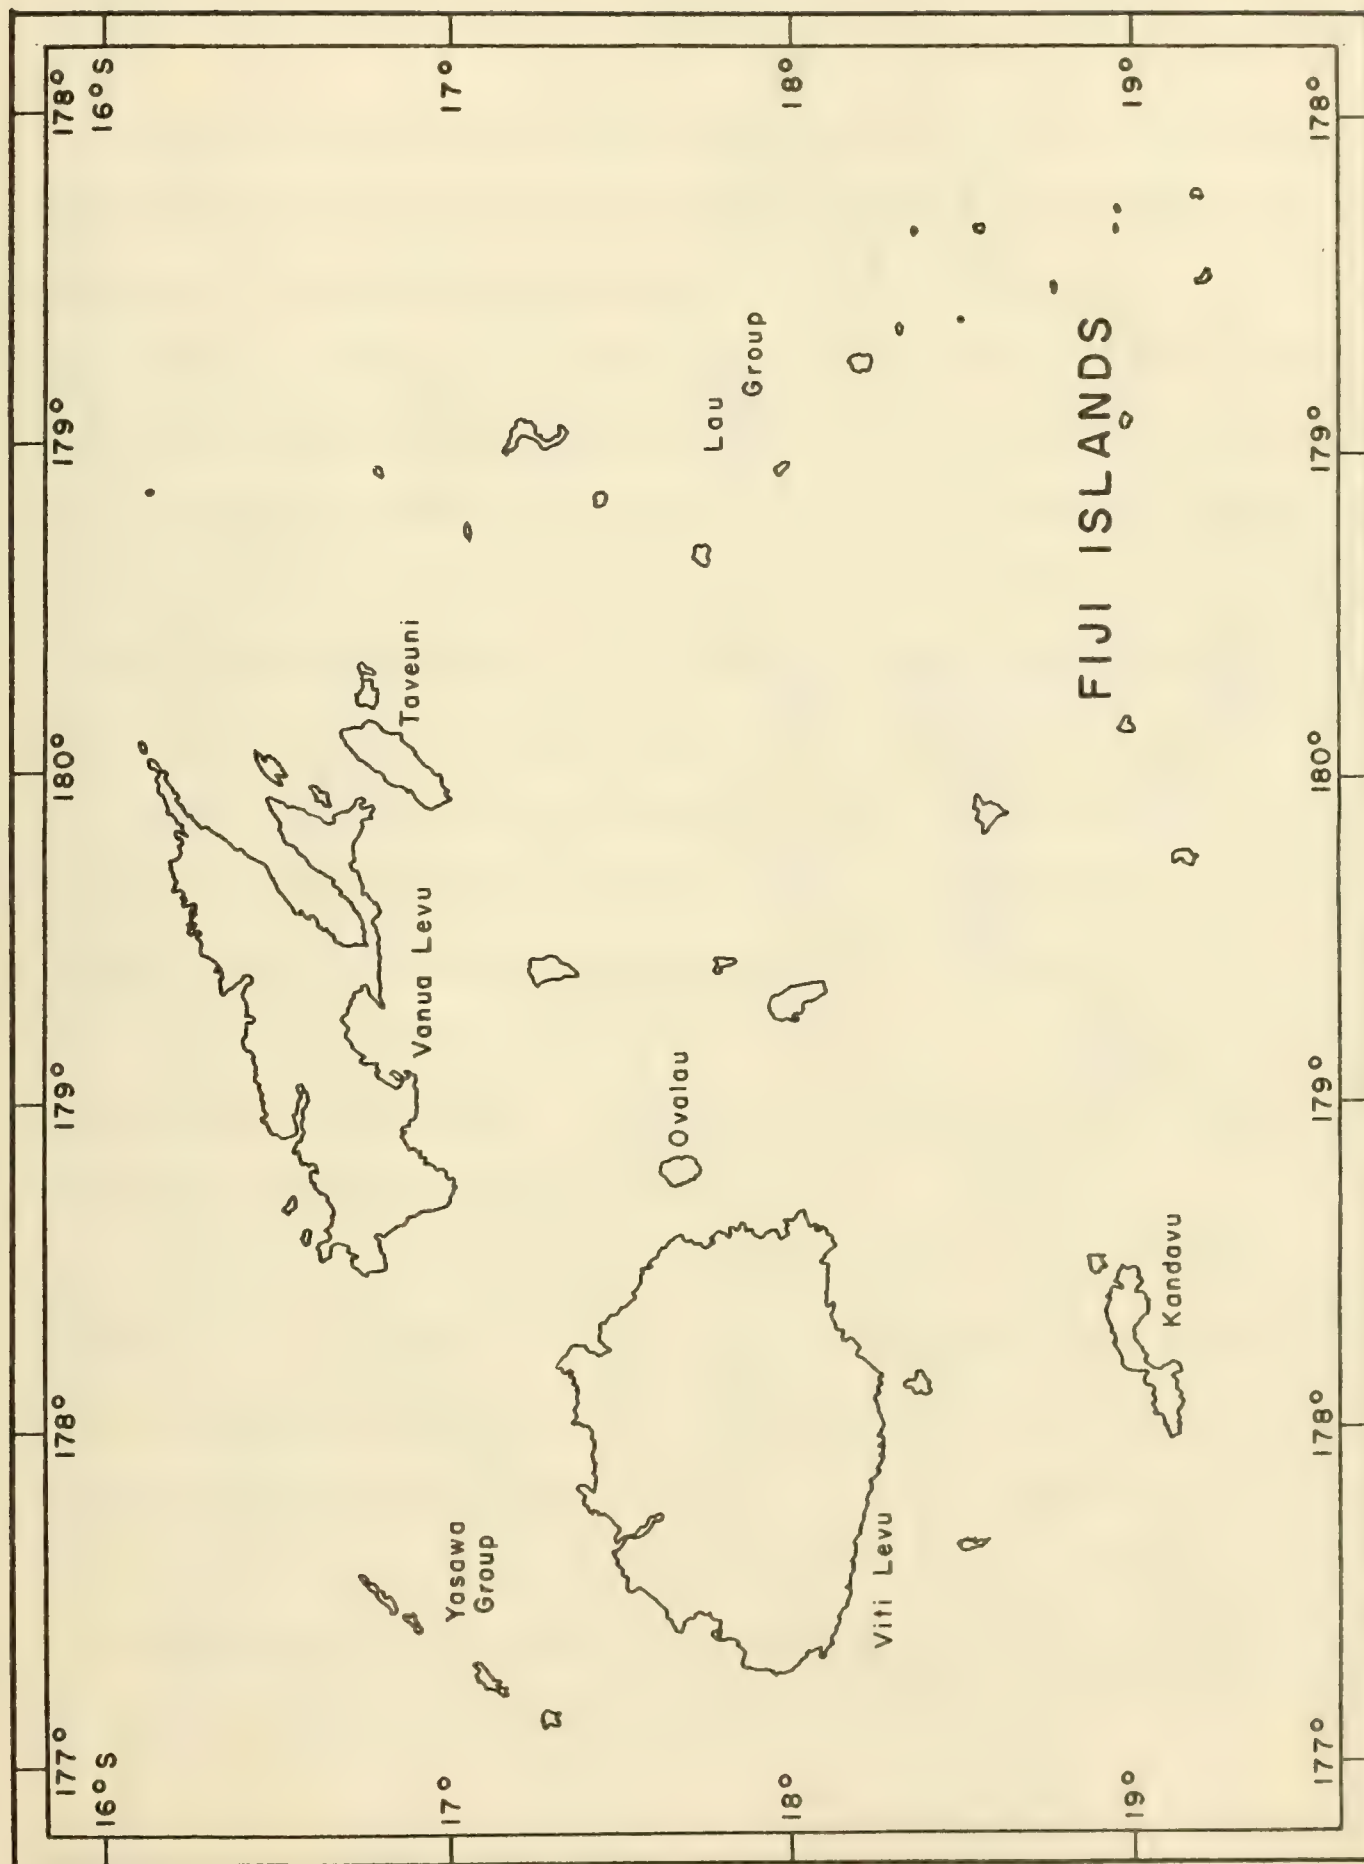 177° 178° 179° 180° 179° 178°
16°S 16°S
Yasawa
Group
Vanua Levu
Taveuni
17° 17°
Ovalau
Lau
Group
18° 18°
Viti Levu
FIJI ISLANDS
Kandavu
19° 19°
177° 178° 179° 180° 179° 178°